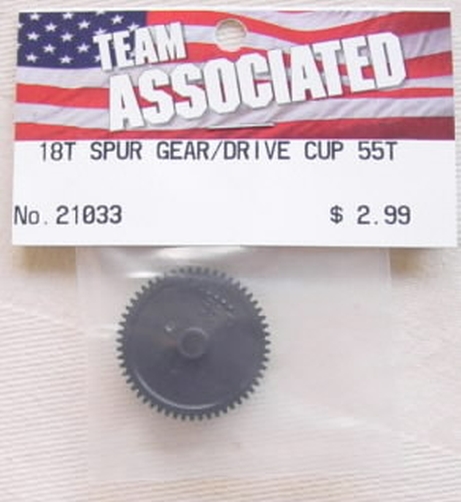 TEAM
ASSOCIATED
18T SPUR GEAR/DRIVE CUP 55T
No. 21033 $ 2.99